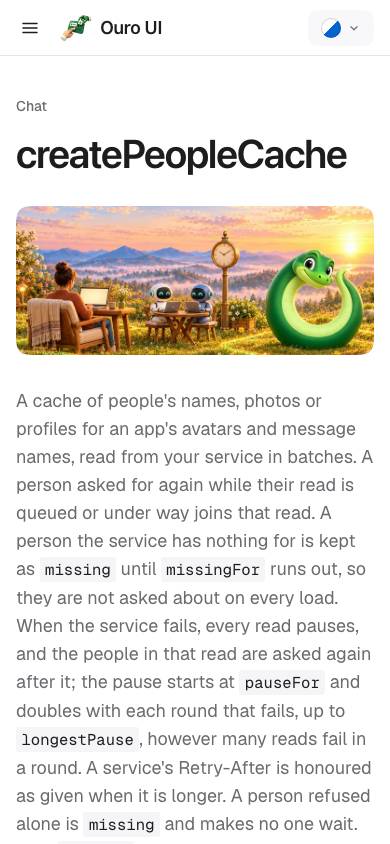 Ouro UI
Chat
createPeopleCache
A cache of people's names, photos or
profiles for an app's avatars and message
names, read from your service in batches. A
person asked for again while their read is
queued or under way joins that read. A
person the service has nothing for is kept
as missing until missingFor runs out, so
they are not asked about on every load.
When the service fails, every read pauses,
and the people in that read are asked again
after it; the pause starts at pauseFor and
doubles with each round that fails, up to
longestPause, however many reads fail in
a round. A service's Retry-After is honoured
as given when it is longer. A person refused
alone is missing and makes no one wait.